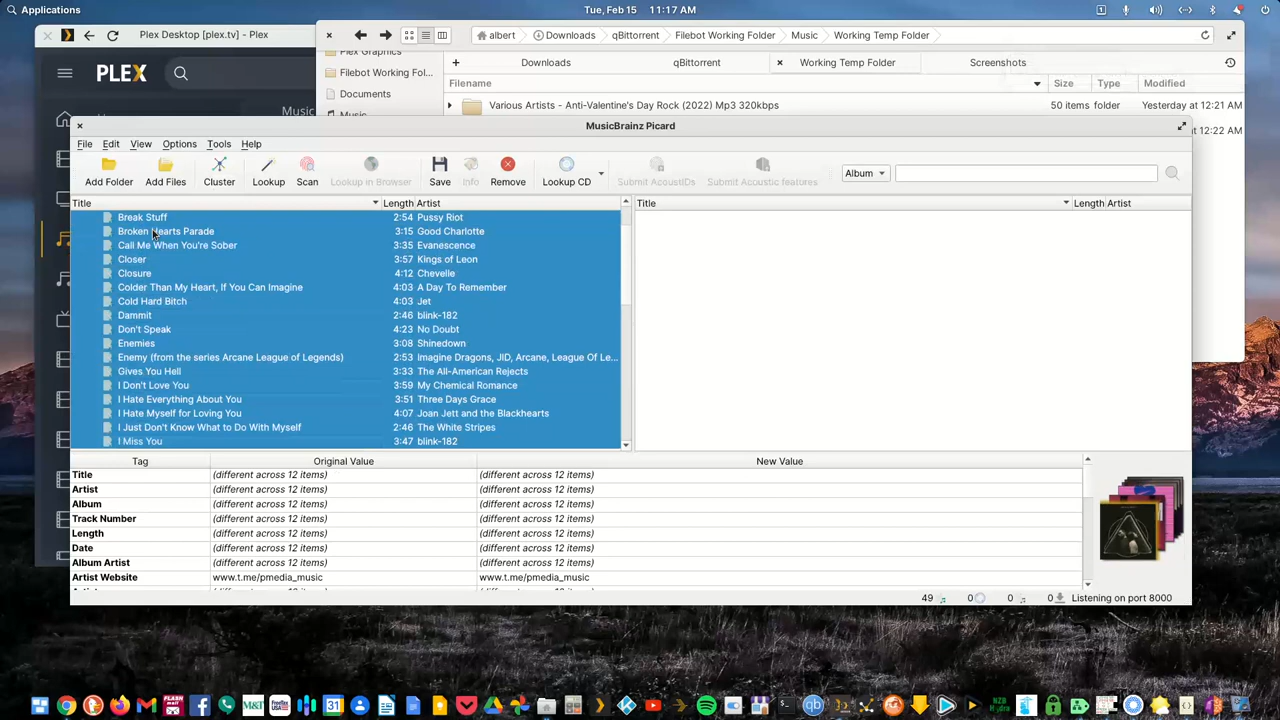 Applications
Tue, Feb 15 11:17 AM
Plex Desktop [plex.tv] - Plex
albert Downloads qBittorrent Filebot Working Folder Music Working Temp Folder
PLEX
Plex Graphics
Filebot Working Fol...
Documents
Downloads qBittorrent Working Temp Folder Screenshots
Filename Size Type Modified
Various Artists - Anti-Valentine's Day Rock (2022) Mp3 320kbps 50 items folder Yesterday at 12:21 AM
at 12:22 AM
Music
MusicBrainz Picard
File Edit View Options Tools Help
Add Folder Add Files Cluster Lookup Scan Lookup in Browser Save Info Remove Lookup CD Submit AcoustIDs Submit Acoustic features Album
Title Length Artist Title Length Artist
Break Stuff 2:54 Pussy Riot
Broken Hearts Parade 3:15 Good Charlotte
Call Me When You're Sober 3:35 Evanescence
Closer 3:57 Kings of Leon
Closure 4:12 Chevelle
Colder Than My Heart, If You Can Imagine 4:03 A Day To Remember
Cold Hard Bitch 4:03 Jet
Dammit 2:46 blink-182
Don't Speak 4:23 No Doubt
Enemies 3:08 Shinedown
Enemy (from the series Arcane League of Legends) 2:53 Imagine Dragons, JID, Arcane, League Of Le...
Gives You Hell 3:33 The All-American Rejects
I Don't Love You 3:59 My Chemical Romance
I Hate Everything About You 3:51 Three Days Grace
I Hate Myself for Loving You 4:07 Joan Jett and the Blackhearts
I Just Don't Know What to Do With Myself 2:46 The White Stripes
I Miss You 3:47 blink-182
Tag Original Value New Value
Title (different across 12 items) (different across 12 items)
Artist (different across 12 items) (different across 12 items)
Album (different across 12 items) (different across 12 items)
Track Number (different across 12 items) (different across 12 items)
Length (different across 12 items) (different across 12 items)
Date (different across 12 items) (different across 12 items)
Album Artist (different across 12 items) (different across 12 items)
Artist Website www.t.me/pmedia_music www.t.me/pmedia_music
49 0 0 0 Listening on port 8000